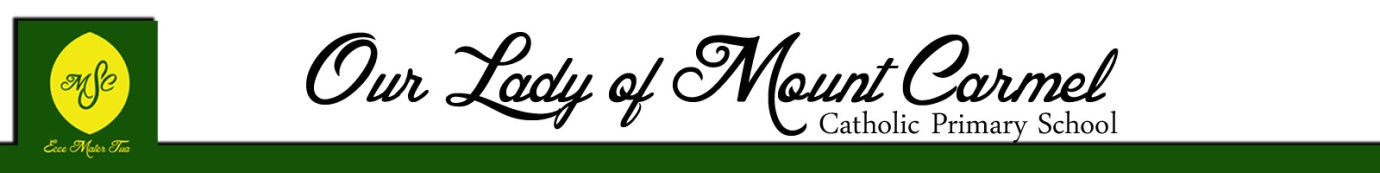 MSC
Ecce Mater Tua
Our Lady of Mount Carmel
Catholic Primary School